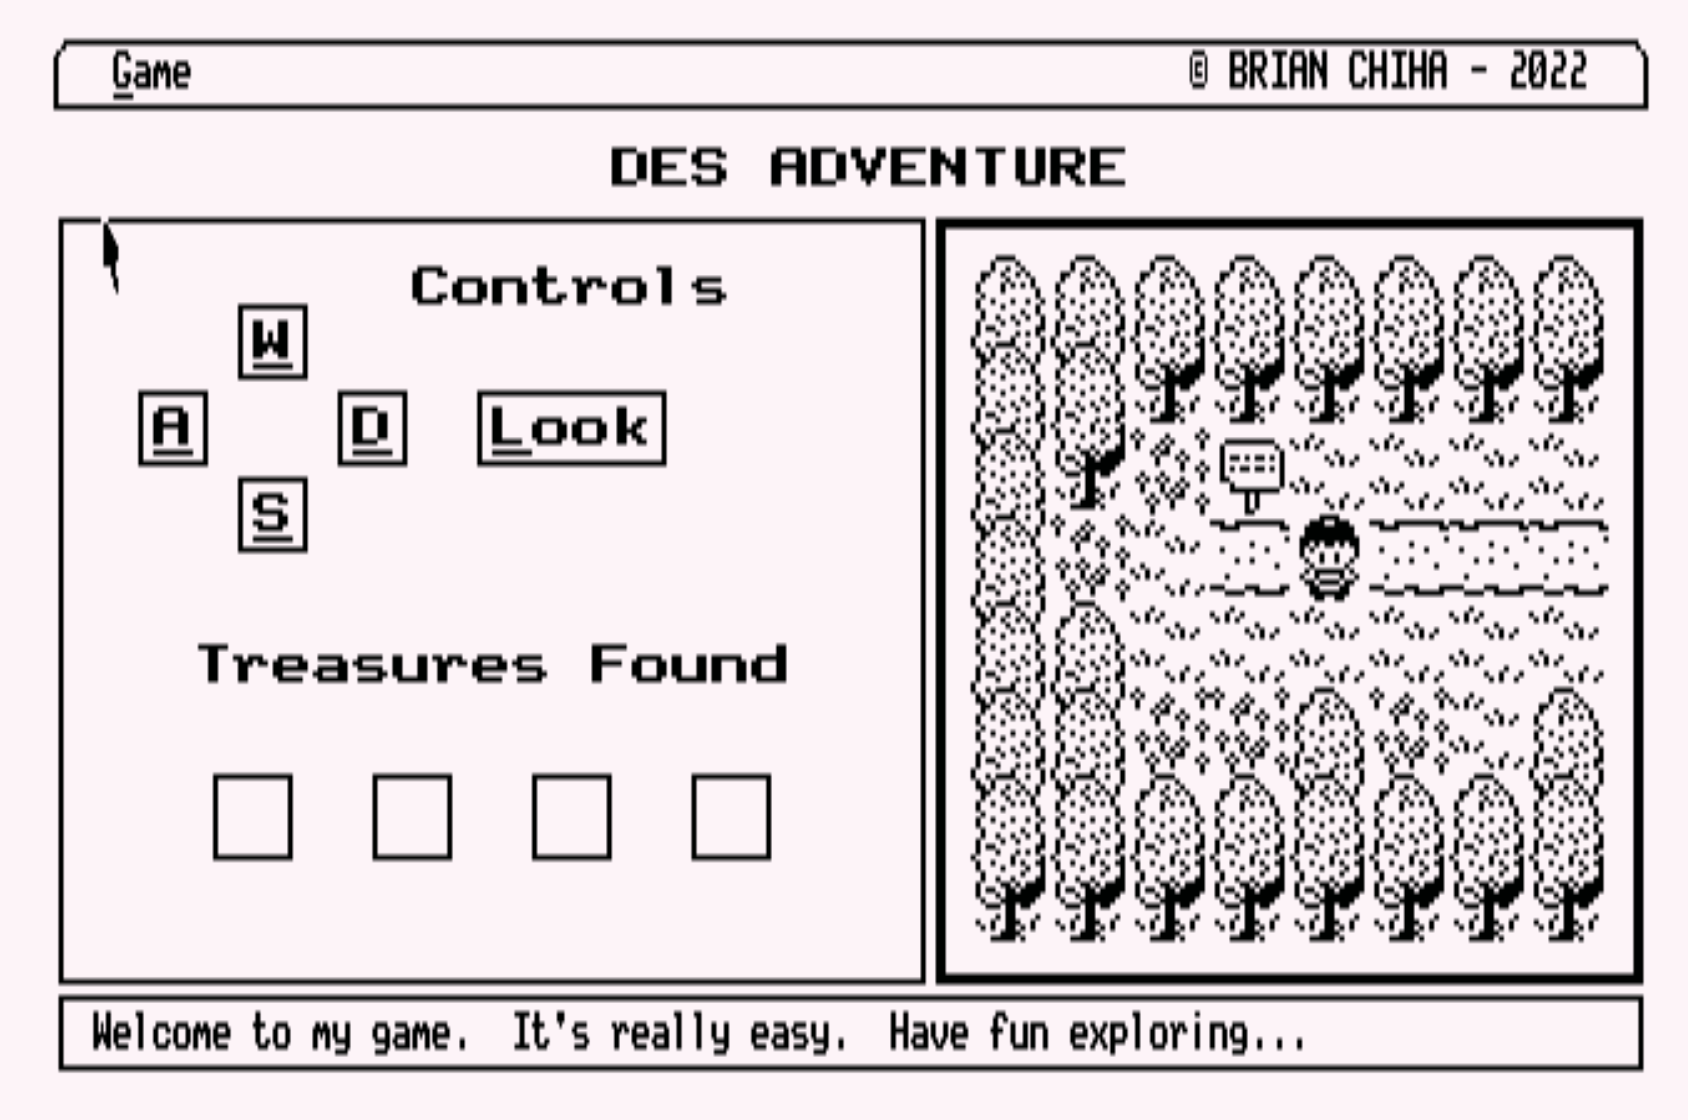 Game
© BRIAN CHIHA - 2022
DES ADVENTURE
Controls
W
A D Look
S
Treasures Found
Welcome to my game. It's really easy. Have fun exploring...